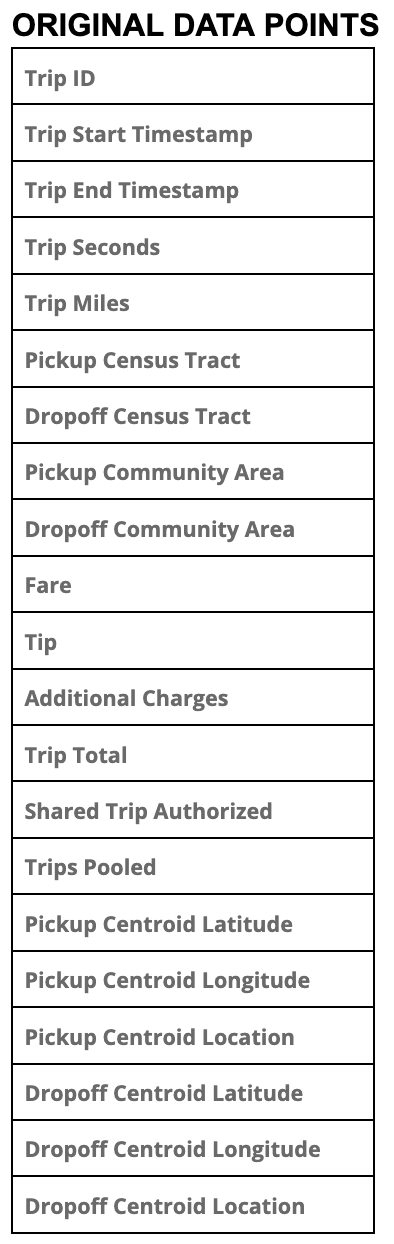 ORIGINAL DATA POINTS
Trip ID
Trip Start Timestamp
Trip End Timestamp
Trip Seconds
Trip Miles
Pickup Census Tract
Dropoff Census Tract
Pickup Community Area
Dropoff Community Area
Fare
Tip
Additional Charges
Trip Total
Shared Trip Authorized
Trips Pooled
Pickup Centroid Latitude
Pickup Centroid Longitude
Pickup Centroid Location
Dropoff Centroid Latitude
Dropoff Centroid Longitude
Dropoff Centroid Location